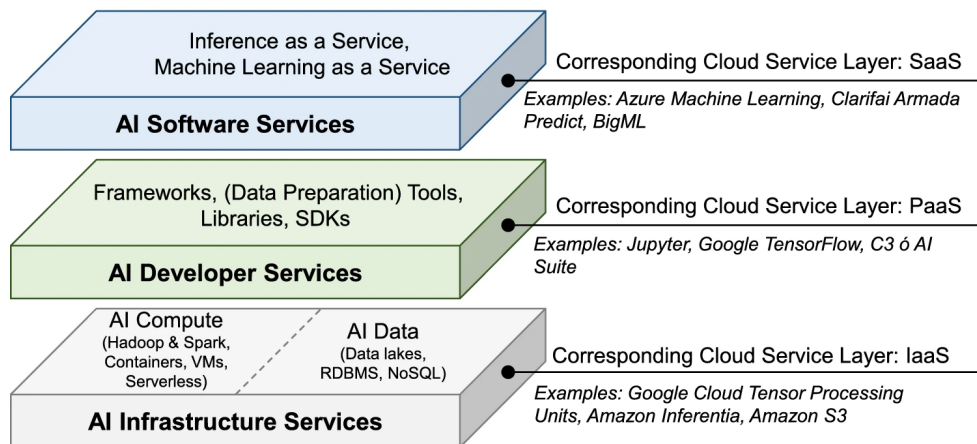 Inference as a Service,
Machine Learning as a Service
AI Software Services
Corresponding Cloud Service Layer: SaaS
Examples: Azure Machine Learning, Clarifai Armada
Predict, BigML
Frameworks, (Data Preparation) Tools,
Libraries, SDKs
AI Developer Services
Corresponding Cloud Service Layer: PaaS
Examples: Jupyter, Google TensorFlow, C3 ó AI
Suite
AI Compute
(Hadoop & Spark,
Containers, VMs,
Serverless)
AI Data
(Data lakes,
RDBMS, NoSQL)
AI Infrastructure Services
Corresponding Cloud Service Layer: IaaS
Examples: Google Cloud Tensor Processing
Units, Amazon Inferentia, Amazon S3